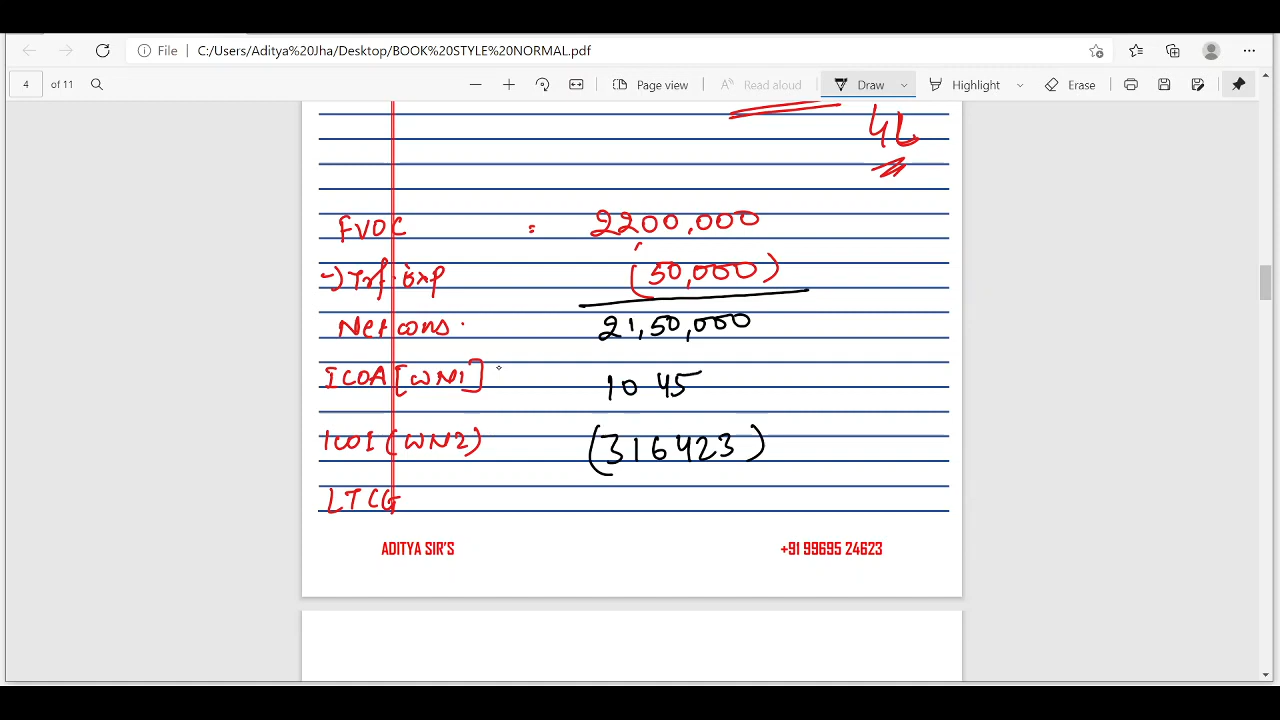 File C:/Users/Aditya%20Jha/Desktop/BOOK%20STYLE%20NORMAL.pdf
4 of 11 Page view Read aloud Draw Highlight Erase
4L
FVOC = 2200,000
-) Trf. Exp (50,000)
Net cons. 21,50,000
ICOA [WN1] 10 45
ICOI (WN2) (316423)
LTCG
ADITYA SIR'S +91 99695 24623